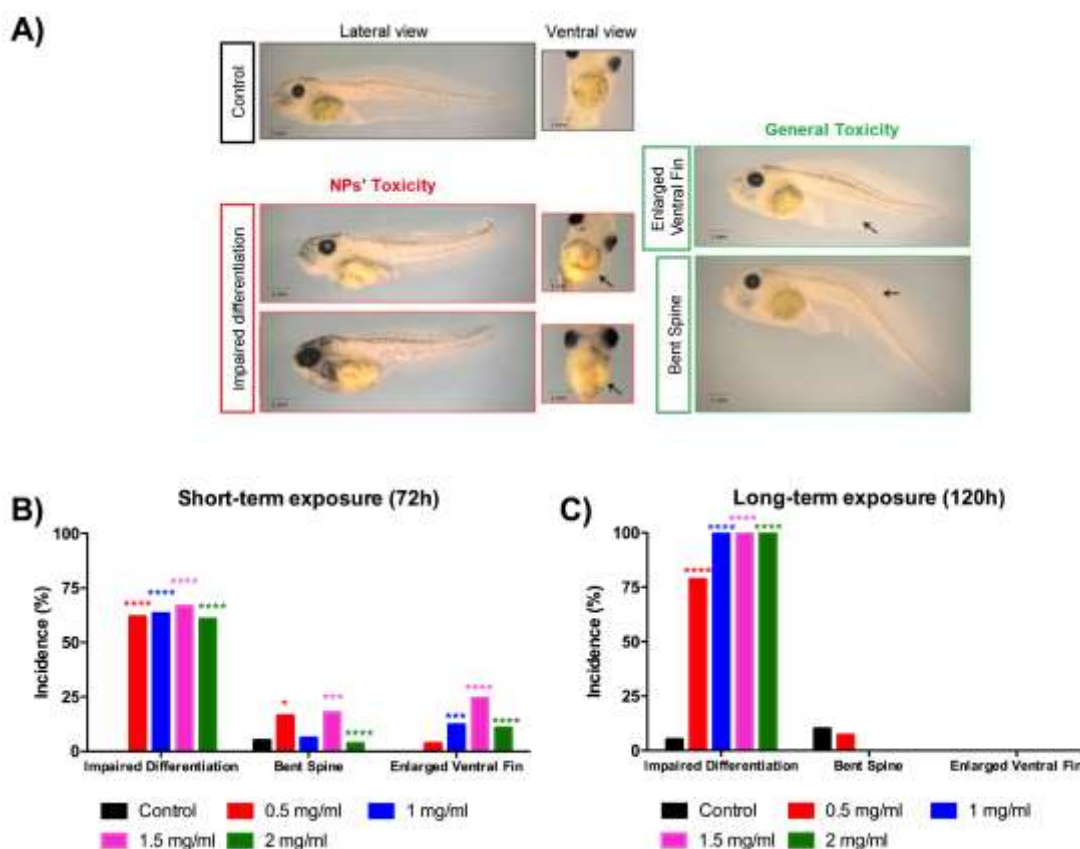 A)
Lateral view
Ventral view
Control
General Toxicity
Enlarged
Ventral Fin
NPs' Toxicity
Impaired differentiation
Bent Spine
B)
Short-term exposure (72h)
Incidence (%)
100
75
50
25
0
****
****
****
****
*
***
****
***
****
****
Impaired Differentiation
Bent Spine
Enlarged Ventral Fin
Control
0.5 mg/ml
1 mg/ml
1.5 mg/ml
2 mg/ml
C)
Long-term exposure (120h)
Incidence (%)
100
75
50
25
0
****
****
****
****
Impaired Differentiation
Bent Spine
Enlarged Ventral Fin
Control
0.5 mg/ml
1 mg/ml
1.5 mg/ml
2 mg/ml